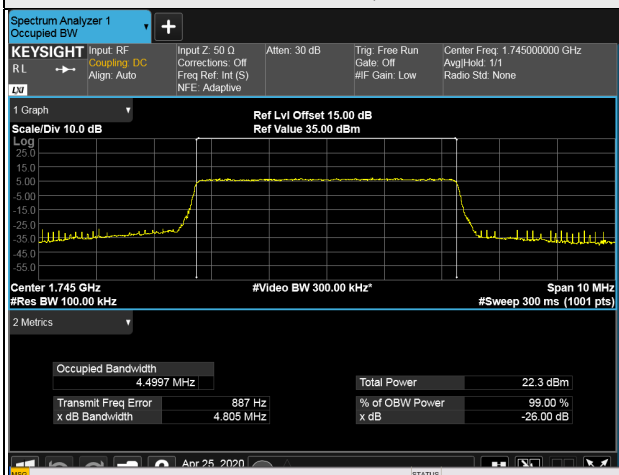 Spectrum Analyzer 1
Occupied BW
KEYSIGHT Input: RF Input Z: 50 Ω Atten: 30 dB Trig: Free Run Center Freq: 1.745000000 GHz
RL Coupling: DC Corrections: Off Gate: Off Avg|Hold: 1/1
Align: Auto Freq Ref: Int (S) #IF Gain: Low Radio Std: None
LXI NFE: Adaptive
1 Graph
Ref Lvl Offset 15.00 dB
Scale/Div 10.0 dB Ref Value 35.00 dBm
Log
25.0
15.0
5.00
-5.00
-15.0
-25.0
-35.0
-45.0
-55.0
Center 1.745 GHz #Video BW 300.00 kHz* Span 10 MHz
#Res BW 100.00 kHz #Sweep 300 ms (1001 pts)
2 Metrics
Occupied Bandwidth
4.4997 MHz Total Power 22.3 dBm
Transmit Freq Error 887 Hz % of OBW Power 99.00 %
x dB Bandwidth 4.805 MHz x dB -26.00 dB
Apr 25, 2020
MSG STATUS